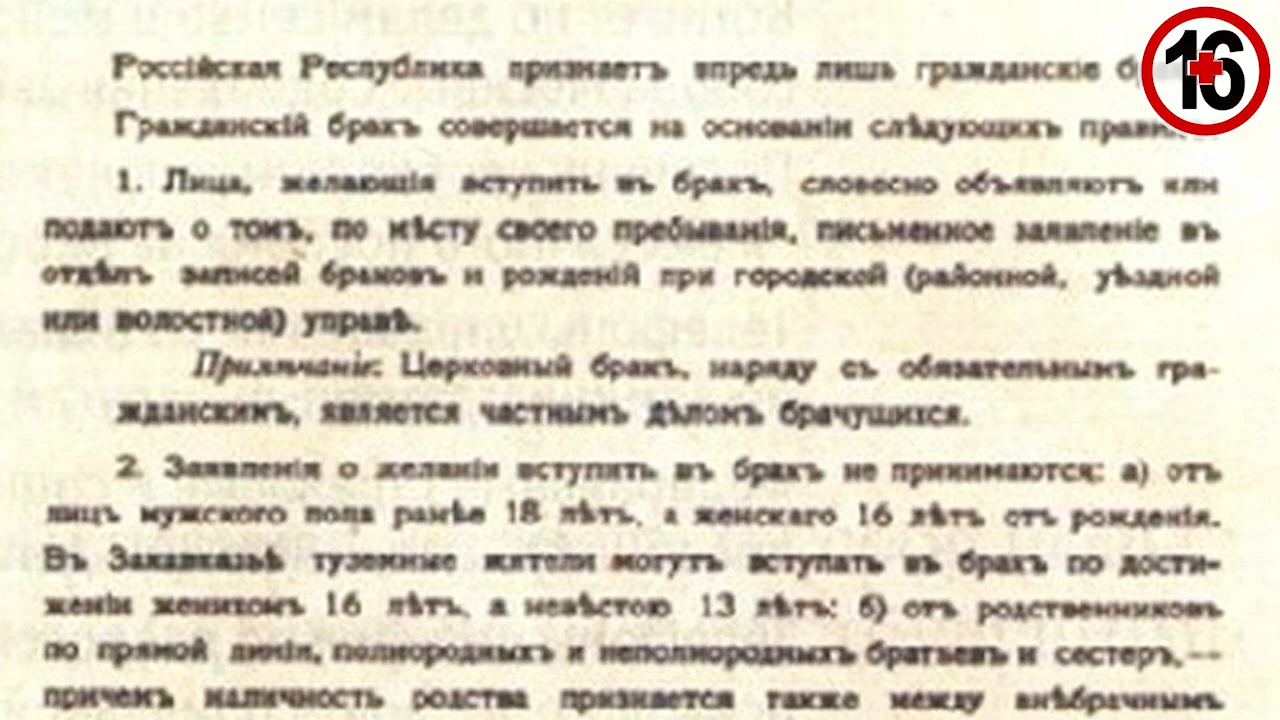 Россійская Республика признаетъ впредь лишь гражданскіе
Гражданскій бракъ совершается на основаніи слѣдующихъ
1. Лица, желающія вступить въ бракъ, словесно объявляютъ или
подаютъ о томъ, по мѣсту своего пребыванія, письменное заявленіе въ
отдѣлъ записей браковъ и рожденій при городской (районной, уѣздной
или волостной) управѣ.
Примѣчаніе. Церковный бракъ, наряду съ обязательнымъ гра-
жданскимъ, является частнымъ дѣломъ брачущихся.
2. Заявленія о желаніи вступить въ бракъ не принимаются: а) отъ
лицъ мужского пола ранѣе 18 лѣтъ, а женскаго 16 лѣтъ отъ рожденія.
Въ Закавказьѣ туземные жители могутъ вступать въ бракъ по дости-
женіи женихомъ 16 лѣтъ, а невѣстою 13 лѣтъ; б) отъ родственниковъ
по прямой линіи, полнородныхъ и неполнородныхъ братьевъ и сестеръ,—
причемъ наличность родства признается также между внѣбрачнымъ
16